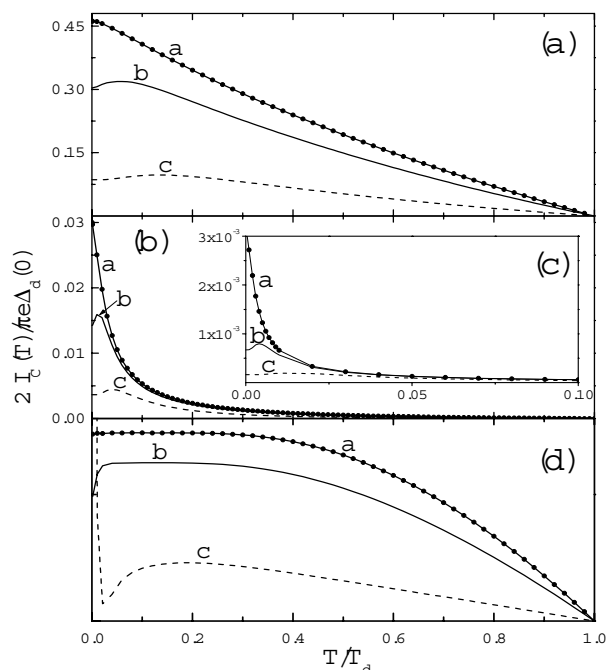 0.45
0.30
0.15
a
b
c
(a)
2 I_c(T)/πeΔ_d(0)
0.03
0.02
0.01
0.005
0.00
a
b
c
(b)
3x10^-3
2x10^-3
1x10^-3
a
b
c
(c)
0.00
0.05
0.10
a
b
c
(d)
0.0
0.2
0.4
0.6
0.8
1.0
T/T_d